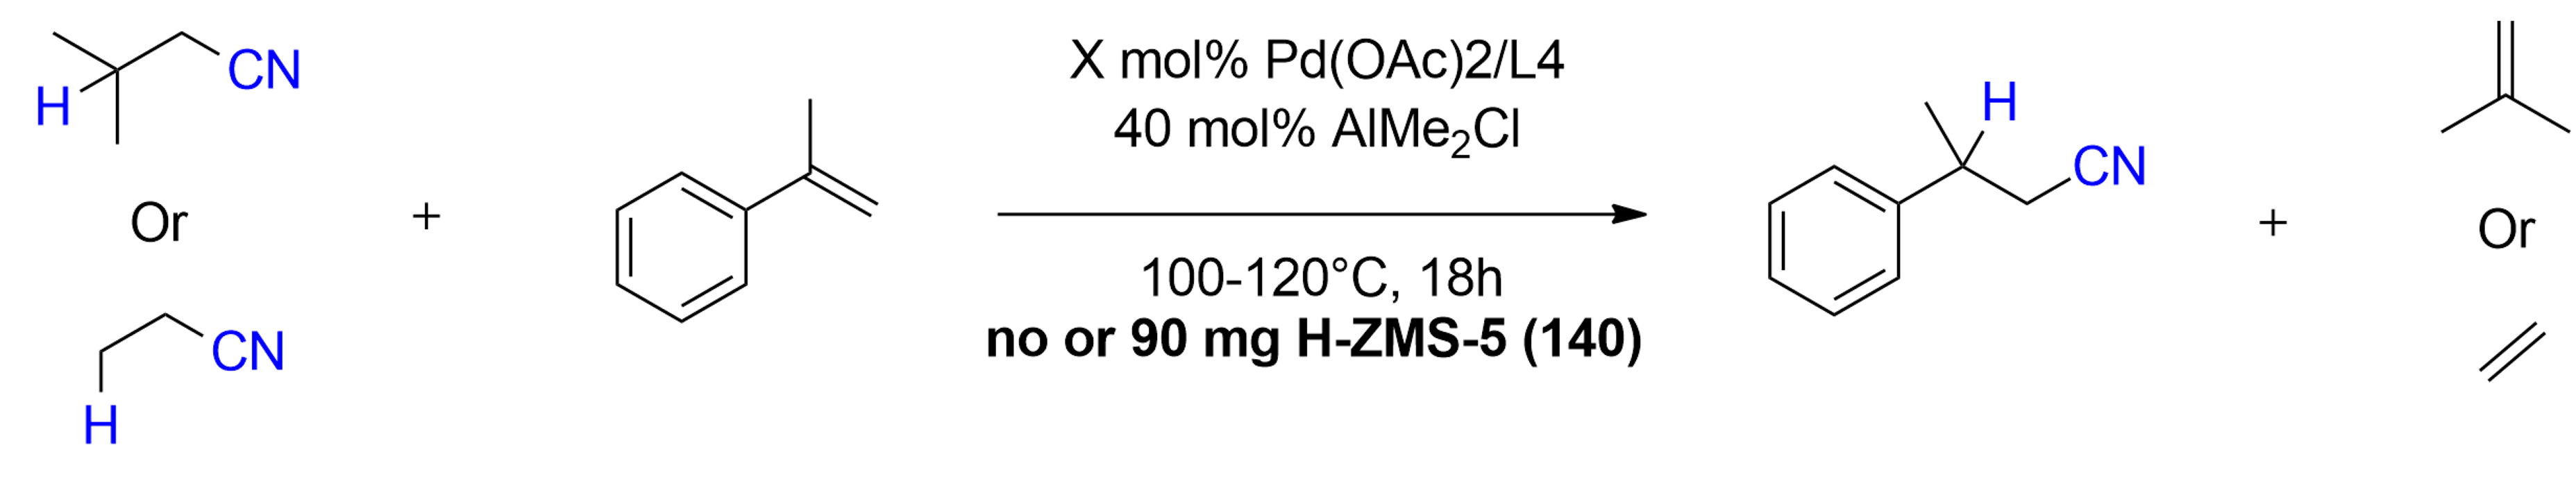 CN
H
Or
CN
H
+
X mol% Pd(OAc)2/L4
40 mol% AlMe₂Cl
100-120°C, 18h
no or 90 mg H-ZMS-5 (140)
H
CN
+
Or